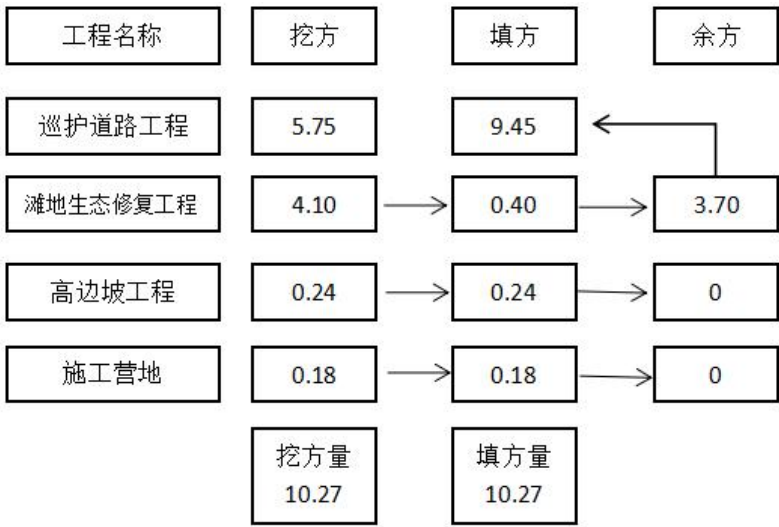 工程名称 挖方 填方 余方
巡护道路工程 5.75 9.45
滩地生态修复工程 4.10 0.40 3.70
高边坡工程 0.24 0.24 0
施工营地 0.18 0.18 0
挖方量 填方量
10.27 10.27